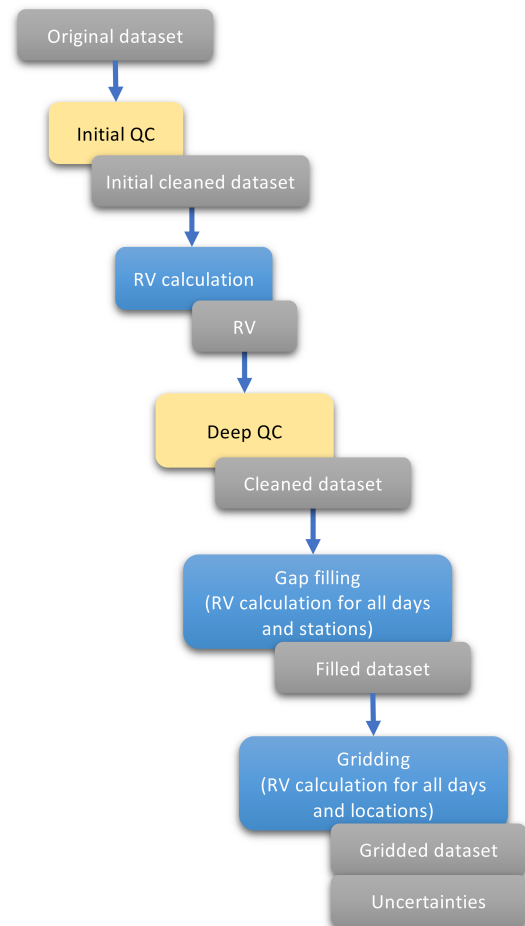 Original dataset
Initial QC
Initial cleaned dataset
RV calculation
RV
Deep QC
Cleaned dataset
Gap filling
(RV calculation for all days
and stations)
Filled dataset
Gridding
(RV calculation for all days
and locations)
Gridded dataset
Uncertainties